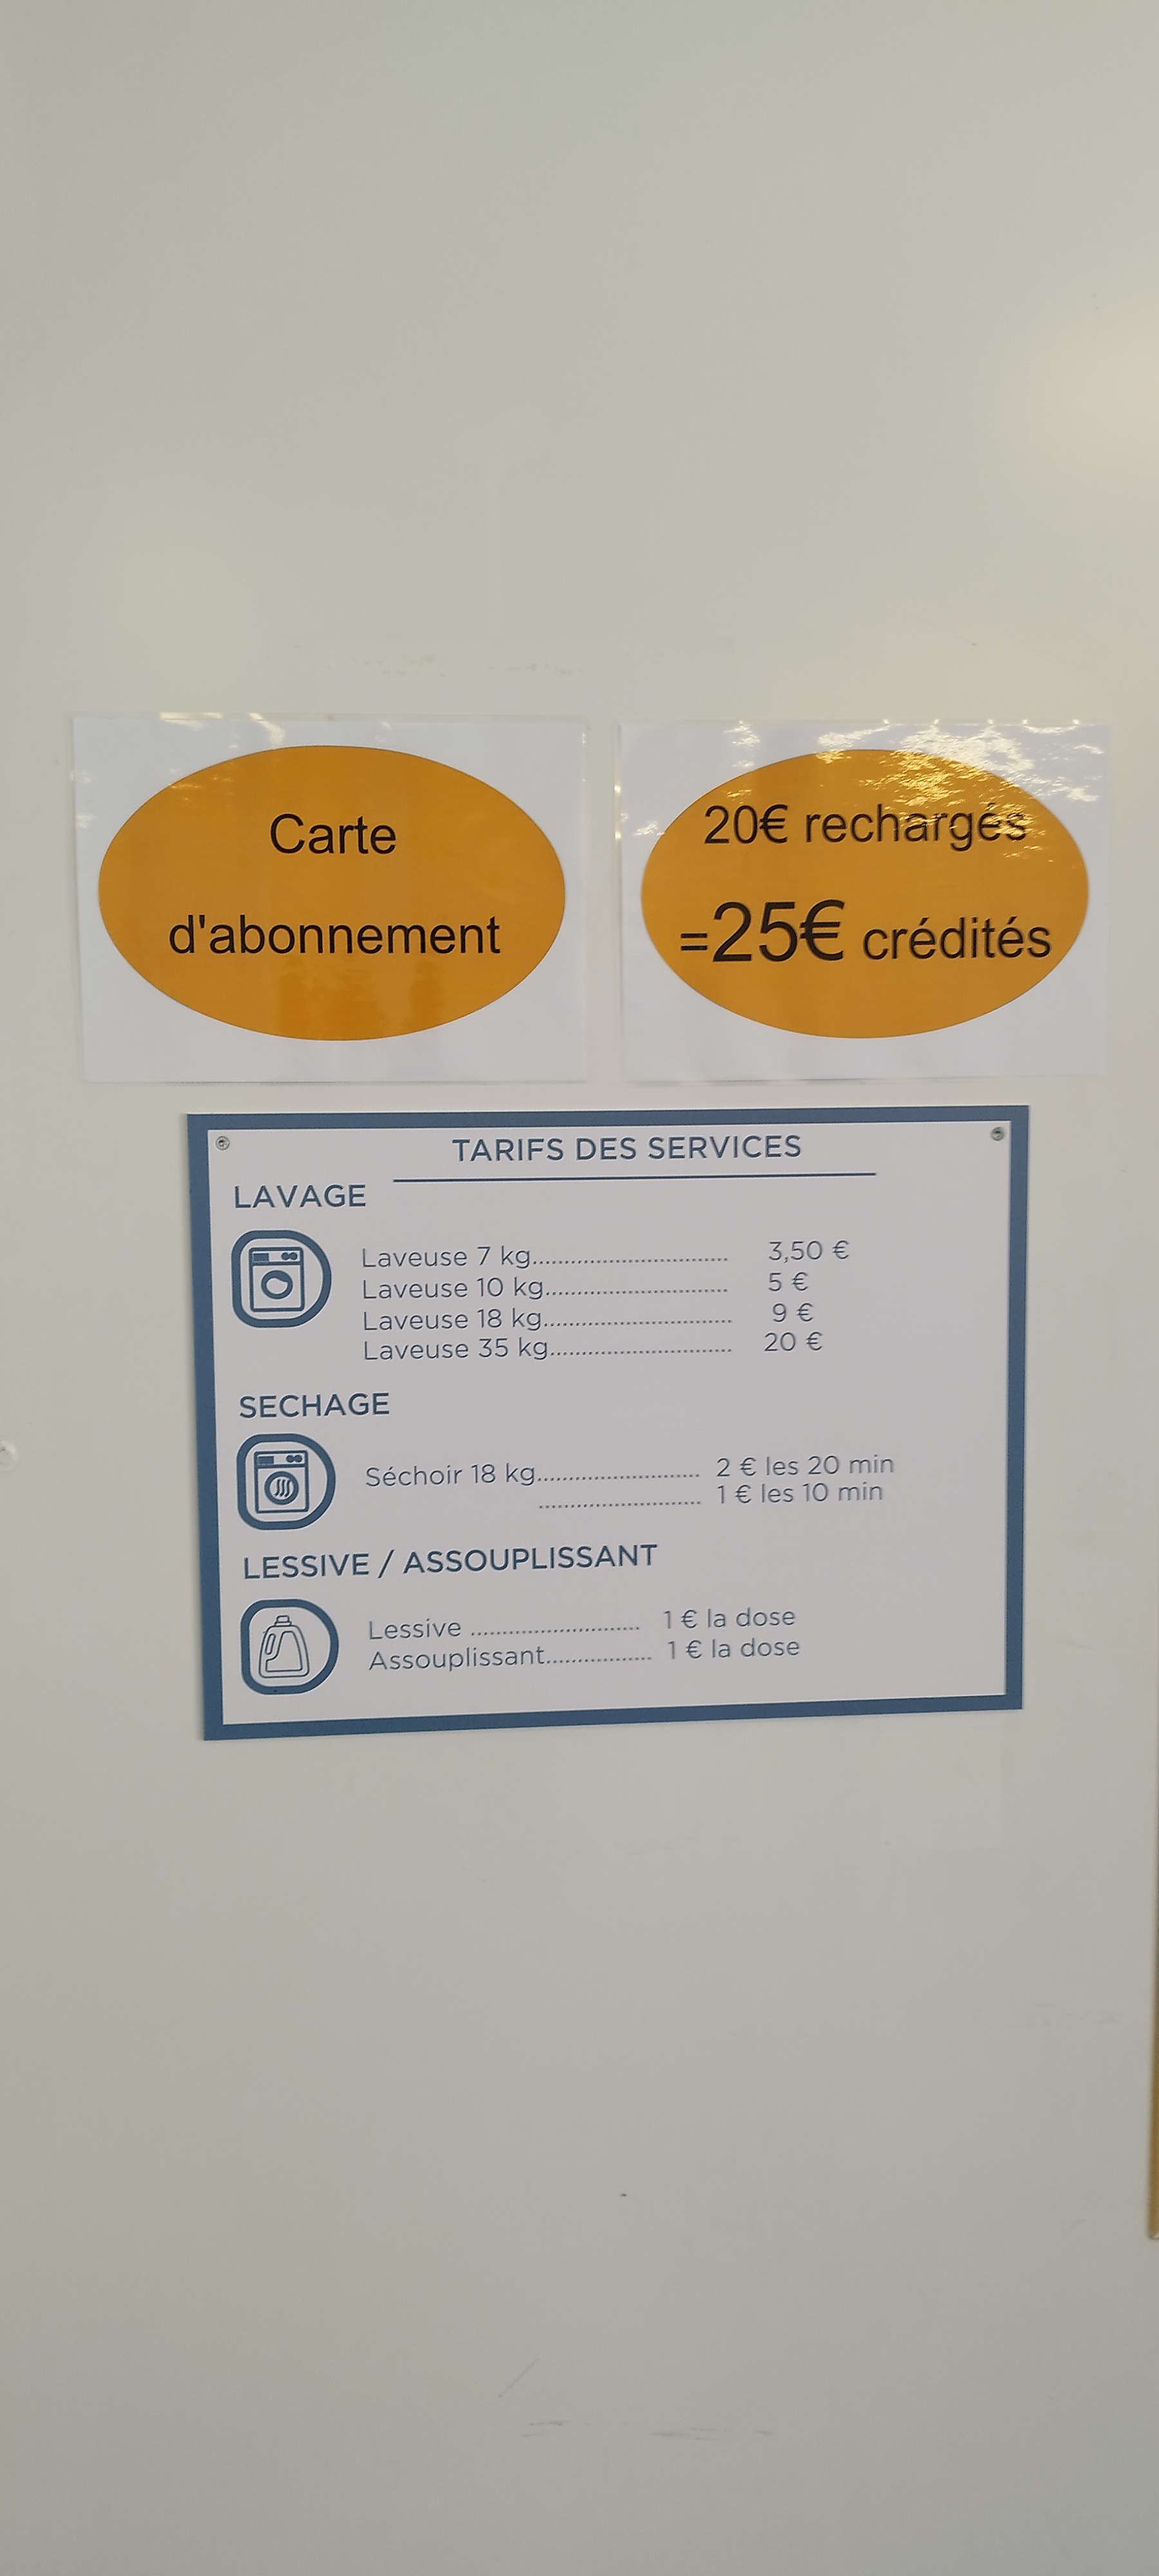 Carte
d'abonnement
20€ rechargés
=25€ crédités
TARIFS DES SERVICES
LAVAGE
Laveuse 7 kg.............................. 3,50 €
Laveuse 10 kg............................ 5 €
Laveuse 18 kg............................. 9 €
Laveuse 35 kg............................ 20 €
SECHAGE
Séchoir 18 kg......................... 2 € les 20 min
......................... 1 € les 10 min
LESSIVE / ASSOUPLISSANT
Lessive .......................... 1 € la dose
Assouplissant................ 1 € la dose